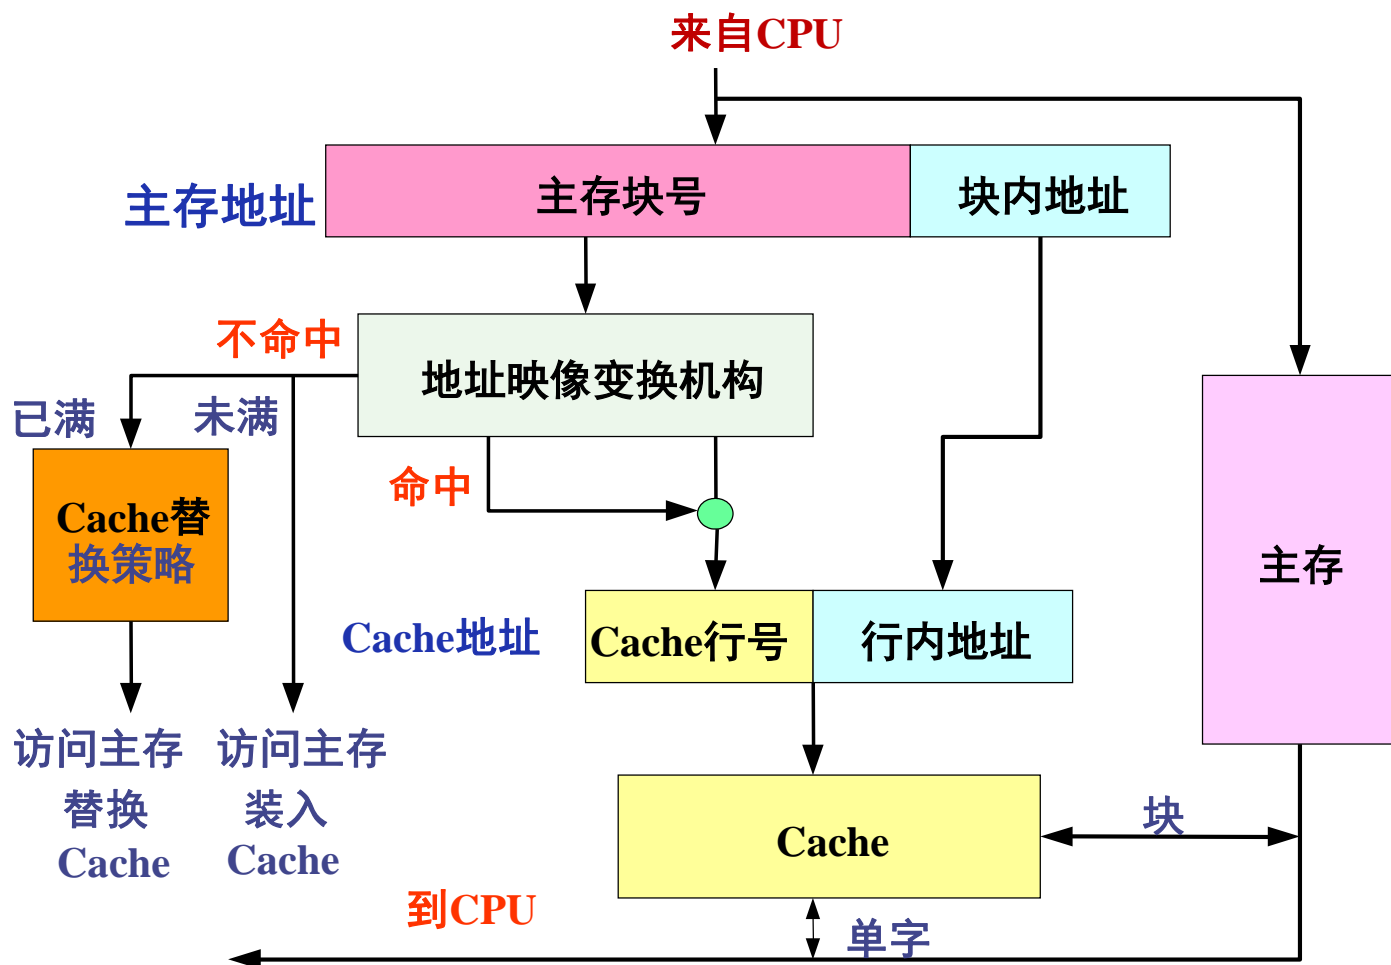 来自CPU
主存地址
主存块号
块内地址
不命中
地址映像变换机构
已满
未满
命中
Cache替
换策略
主存
Cache地址
Cache行号
行内地址
访问主存
替换
Cache
访问主存
装入
Cache
块
Cache
到CPU
单字